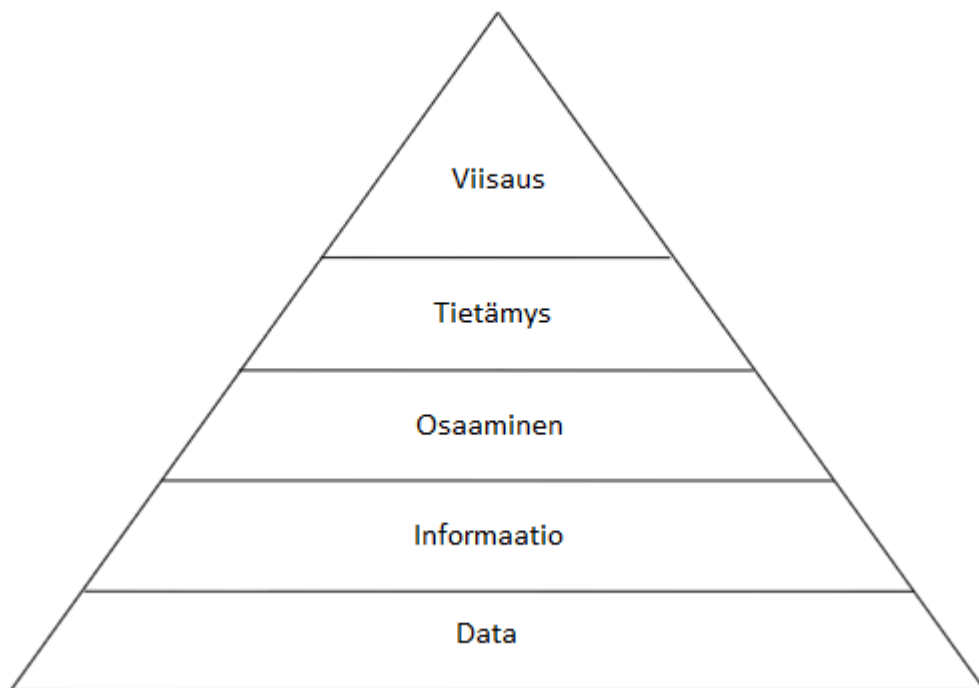 Viisaus
Tietämys
Osaaminen
Informaatio
Data